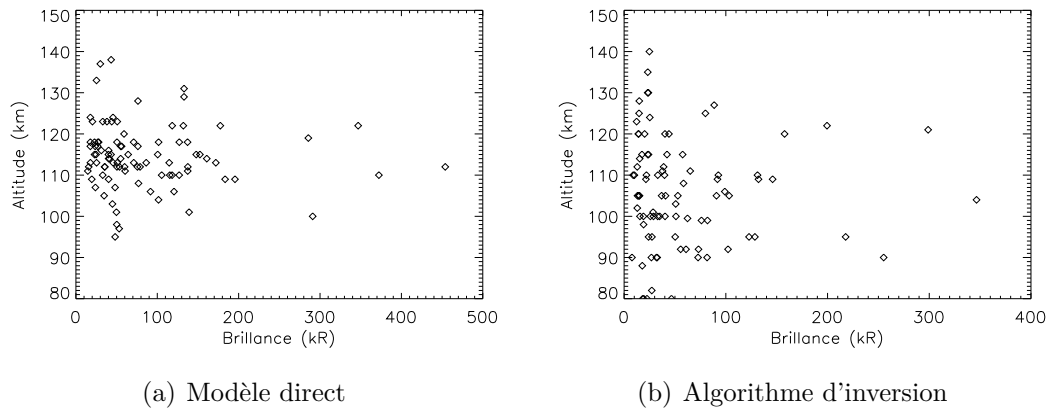 150
140
130
120
110
100
90
80
Altitude (km)
0 100 200 300 400 500
Brillance (kR)
(a) Modèle direct
150
140
130
120
110
100
90
80
Altitude (km)
0 100 200 300 400
Brillance (kR)
(b) Algorithme d'inversion